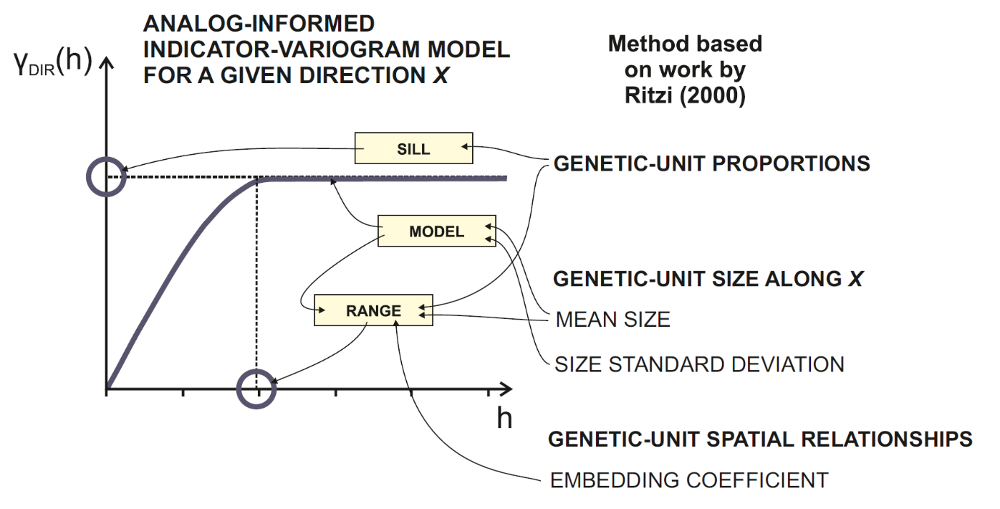 ANALOG-INFORMED
INDICATOR-VARIOGRAM MODEL
FOR A GIVEN DIRECTION X
Method based
on work by
Ritzi (2000)
γDIR(h)
SILL
GENETIC-UNIT PROPORTIONS
MODEL
GENETIC-UNIT SIZE ALONG X
RANGE
MEAN SIZE
SIZE STANDARD DEVIATION
h
GENETIC-UNIT SPATIAL RELATIONSHIPS
EMBEDDING COEFFICIENT